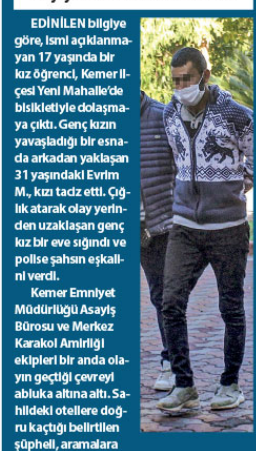 EDİNİLEN bilgiye
göre, ismi açıklanma-
yan 17 yaşında bir
kız öğrenci, Kemer il-
çesi Yeni Mahalle'de
bisikletiyle dolaşma-
ya çıktı. Genç kızın
yavaşladığı bir esna-
da arkadan yaklaşan
31 yaşındaki Evrim
M., kızı taciz etti. Çığ-
lık atarak olay yerin-
den uzaklaşan genç
kız bir eve sığındı ve
polise şahsın eşkali-
ni verdi.
Kemer Emniyet
Müdürlüğü Asayiş
Bürosu ve Merkez
Karakol Amirliği
ekipleri bir anda ola-
yın geçtiği çevreyi
abluka altına altı. Sa-
hildeki otellere doğ-
ru kaçtığı belirtilen
şüpheli, aramalara